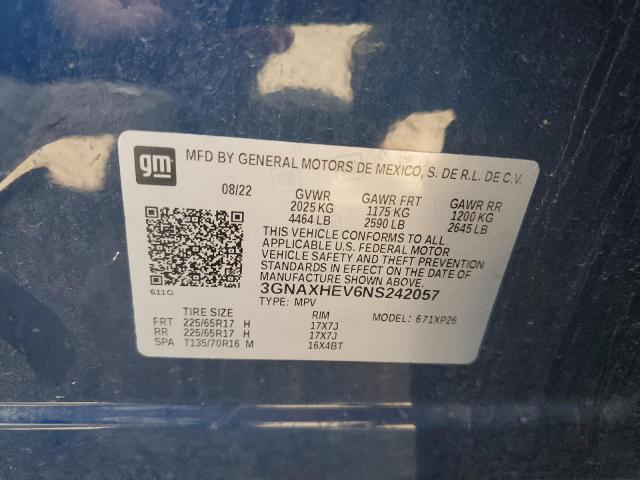 gm MFD BY GENERAL MOTORS DE MEXICO, S. DE R.L. DE C.V.
08/22 GVWR GAWR FRT GAWR RR
2025 KG 1175 KG 1200 KG
4464 LB 2590 LB 2645 LB
THIS VEHICLE CONFORMS TO ALL
APPLICABLE U.S. FEDERAL MOTOR
VEHICLE SAFETY AND THEFT PREVENTION
STANDARDS IN EFFECT ON THE DATE OF
MANUFACTURE SHOWN ABOVE.
611G 3GNAXHEV6NS242057
TYPE: MPV MODEL: 671XP26
TIRE SIZE RIM
FRT 225/65R17 H 17X7J
RR 225/65R17 H 17X7J
SPA T135/70R16 M 16X4BT